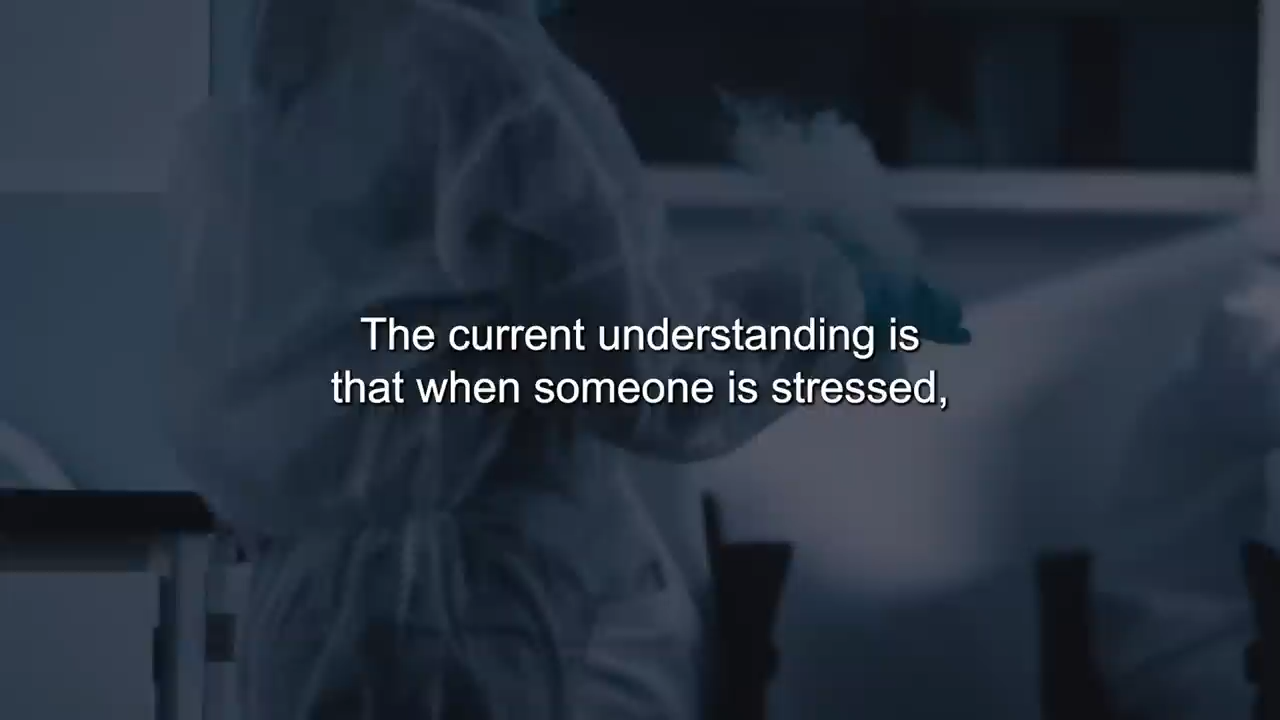 The current understanding is
that when someone is stressed,